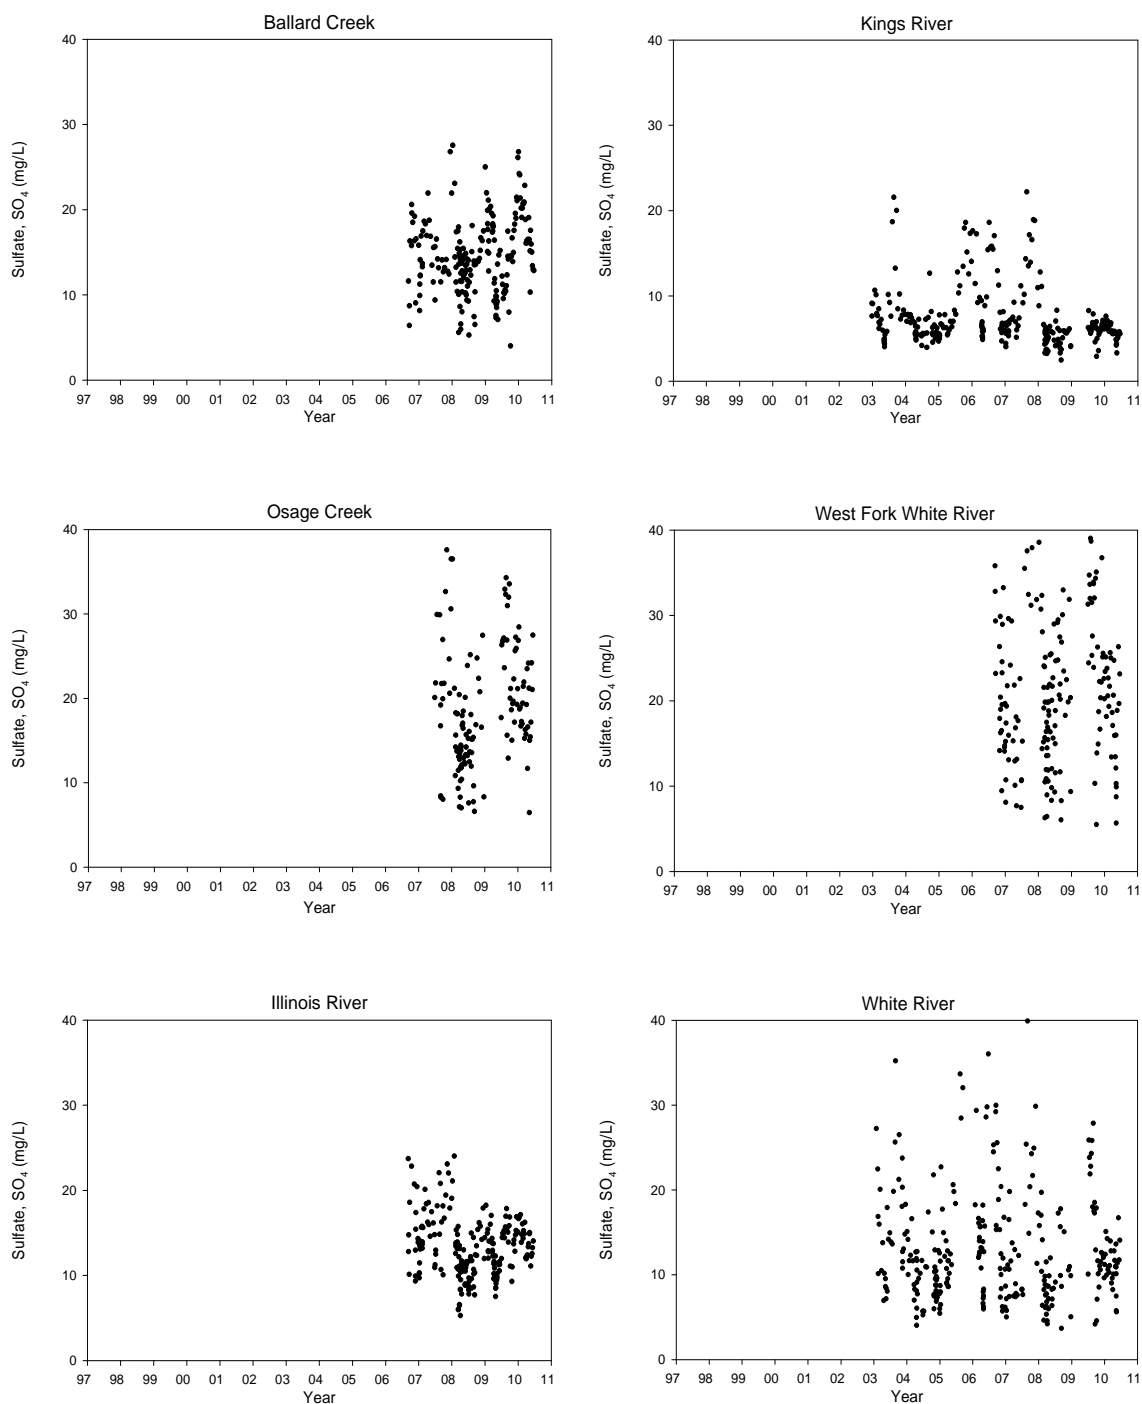 Ballard Creek
Sulfate, SO4 (mg/L)
40
30
20
10
0
97 98 99 00 01 02 03 04 05 06 07 08 09 10 11
Year
Kings River
Sulfate, SO4 (mg/L)
40
30
20
10
0
97 98 99 00 01 02 03 04 05 06 07 08 09 10 11
Year
Osage Creek
Sulfate, SO4 (mg/L)
40
30
20
10
0
97 98 99 00 01 02 03 04 05 06 07 08 09 10 11
Year
West Fork White River
Sulfate, SO4 (mg/L)
40
30
20
10
0
97 98 99 00 01 02 03 04 05 06 07 08 09 10 11
Year
Illinois River
Sulfate, SO4 (mg/L)
40
30
20
10
0
97 98 99 00 01 02 03 04 05 06 07 08 09 10 11
Year
White River
Sulfate, SO4 (mg/L)
40
30
20
10
0
97 98 99 00 01 02 03 04 05 06 07 08 09 10 11
Year